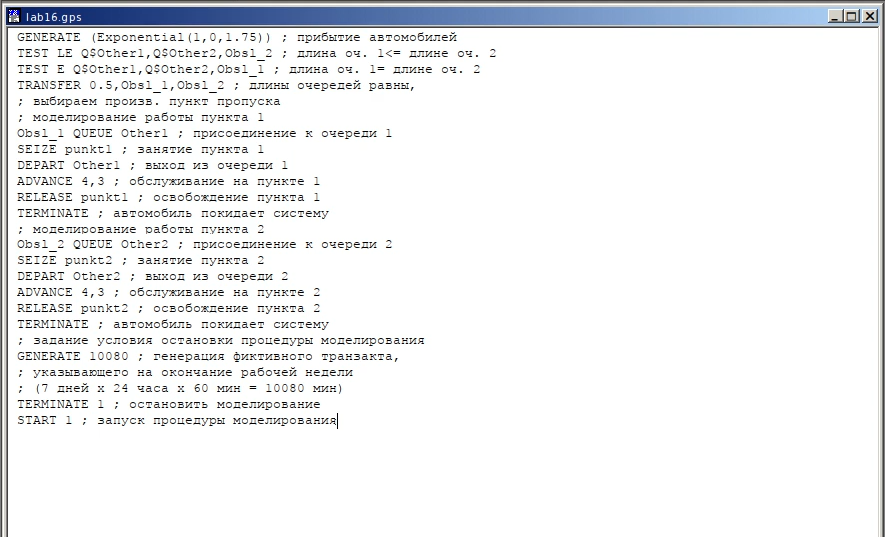 lab16.gps
GENERATE (Exponential(1,0,1.75)) ; прибытие автомобилей
TEST LE Q$Other1,Q$Other2,Obsl_2 ; длина оч. 1<= длине оч. 2
TEST E Q$Other1,Q$Other2,Obsl_1 ; длина оч. 1= длине оч. 2
TRANSFER 0.5,Obsl_1,Obsl_2 ; длины очередей равны,
; выбираем произв. пункт пропуска
; моделирование работы пункта 1
Obsl_1 QUEUE Other1 ; присоединение к очереди 1
SEIZE punkt1 ; занятие пункта 1
DEPART Other1 ; выход из очереди 1
ADVANCE 4,3 ; обслуживание на пункте 1
RELEASE punkt1 ; освобождение пункта 1
TERMINATE ; автомобиль покидает систему
; моделирование работы пункта 2
Obsl_2 QUEUE Other2 ; присоединение к очереди 2
SEIZE punkt2 ; занятие пункта 2
DEPART Other2 ; выход из очереди 2
ADVANCE 4,3 ; обслуживание на пункте 2
RELEASE punkt2 ; освобождение пункта 2
TERMINATE ; автомобиль покидает систему
; задание условия остановки процедуры моделирования
GENERATE 10080 ; генерация фиктивного транзакта,
; указывающего на окончание рабочей недели
; (7 дней x 24 часа x 60 мин = 10080 мин)
TERMINATE 1 ; остановить моделирование
START 1 ; запуск процедуры моделирования